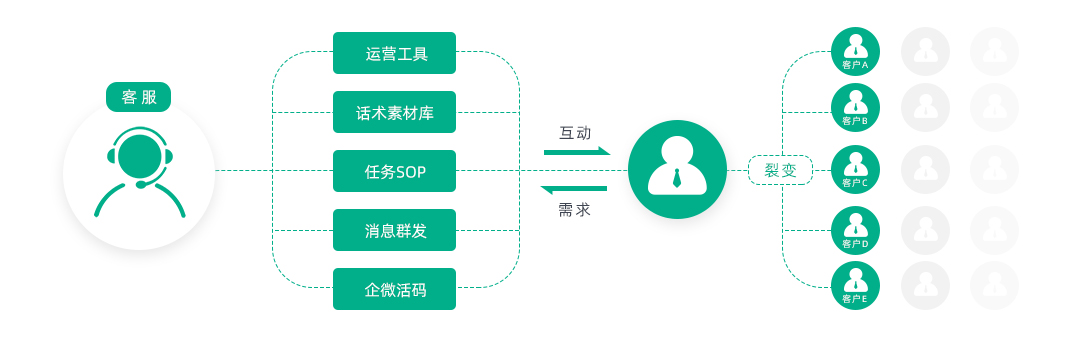 客服
运营工具
话术素材库
任务SOP
消息群发
企微活码
互动
需求
裂变
客户A
客户B
客户C
客户D
客户E